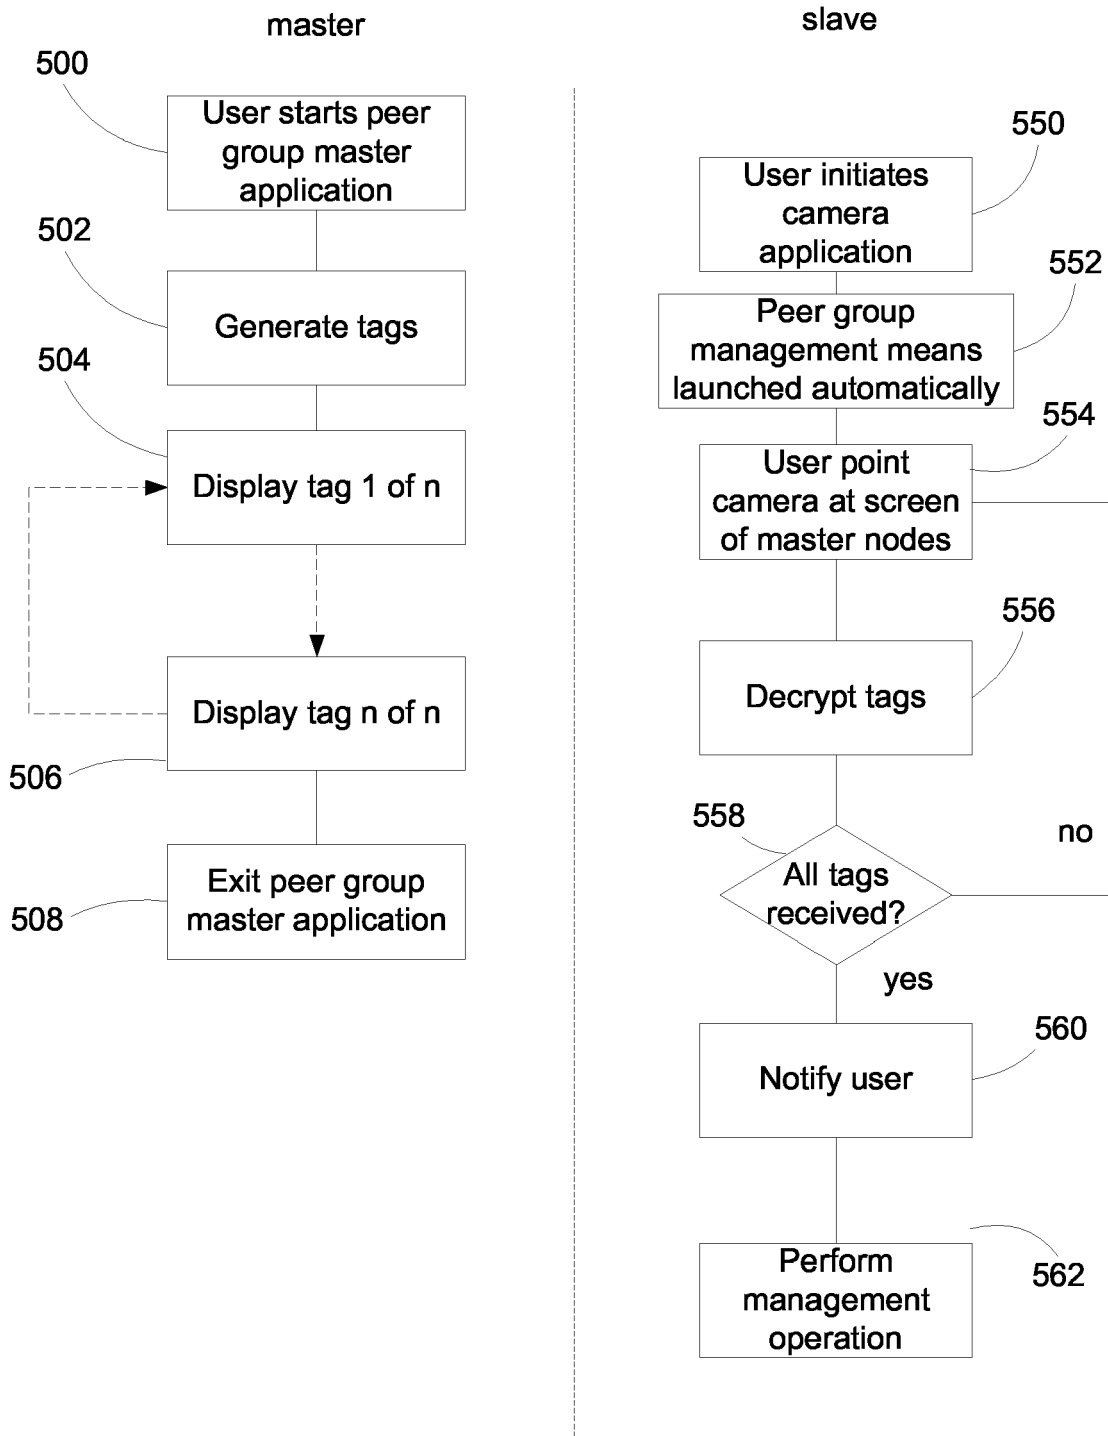 master
500
User starts peer
group master
application
502
Generate tags
504
Display tag 1 of n
Display tag n of n
506
Exit peer group
master application
508
slave
550
User initiates
camera
application
552
Peer group
management means
launched automatically
554
User point
camera at screen
of master nodes
556
Decrypt tags
558
All tags
received?
no
yes
560
Notify user
562
Perform
management
operation